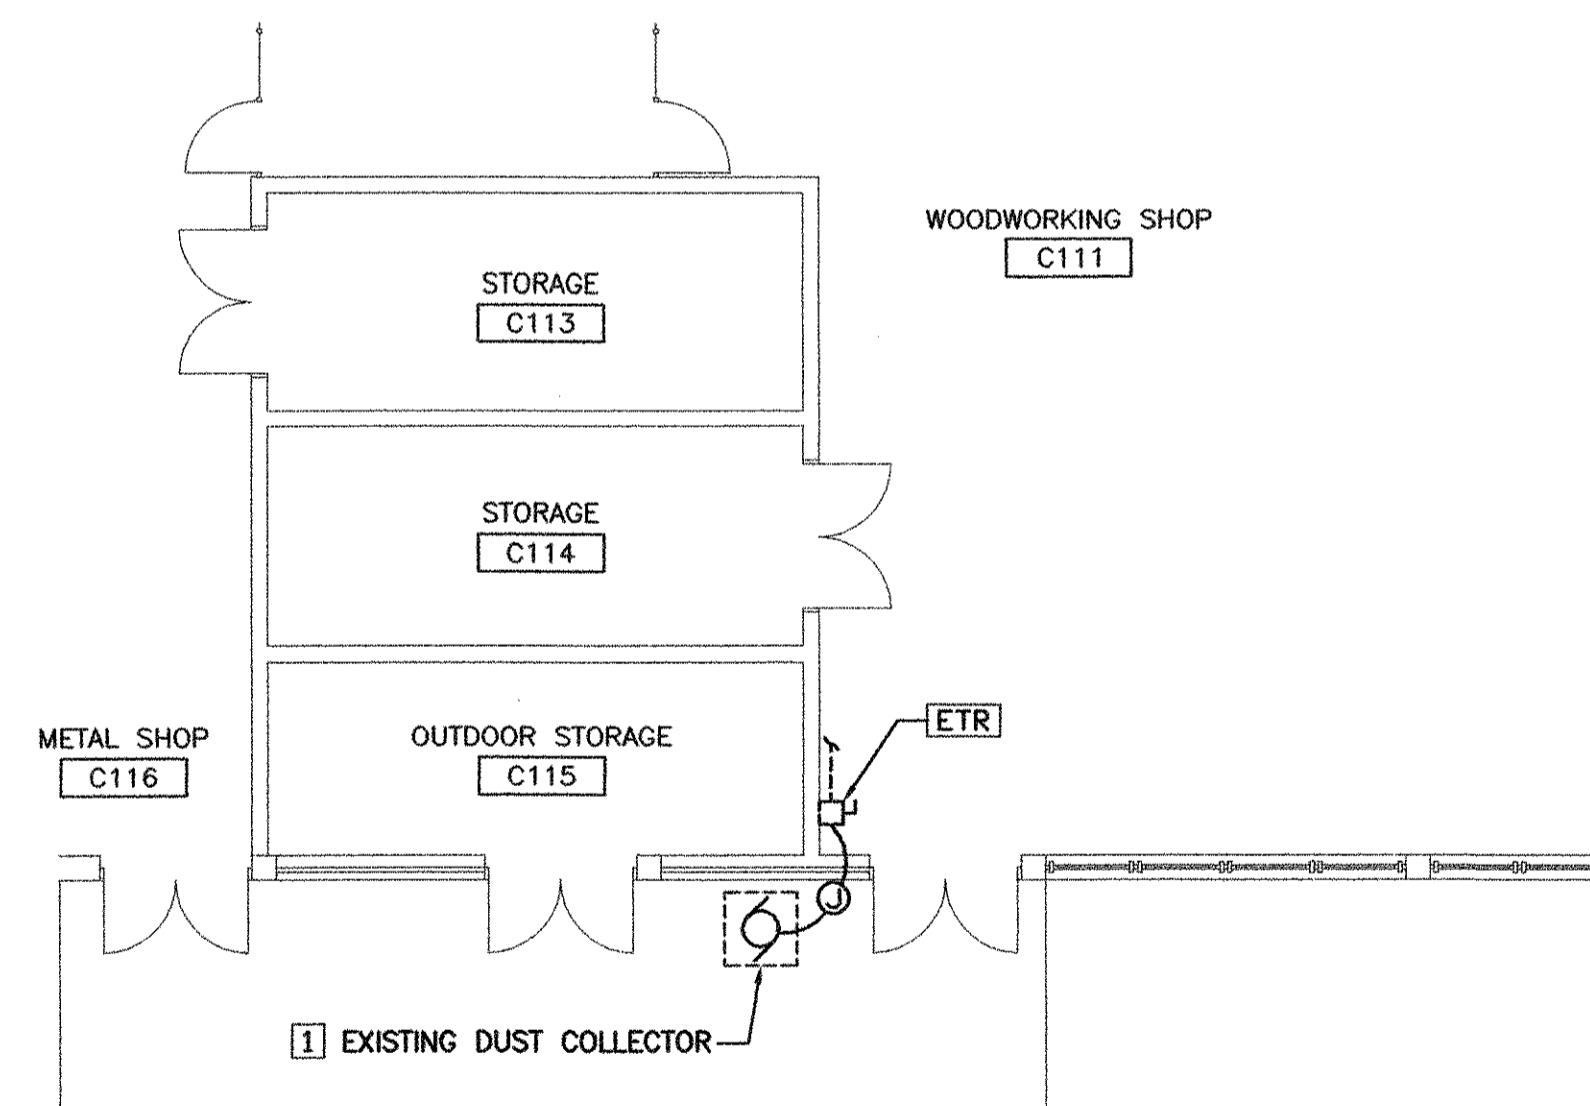 WOODWORKING SHOP
C111
STORAGE
C113
STORAGE
C114
METAL SHOP
C116
OUTDOOR STORAGE
C115
ETR
J
1 EXISTING DUST COLLECTOR